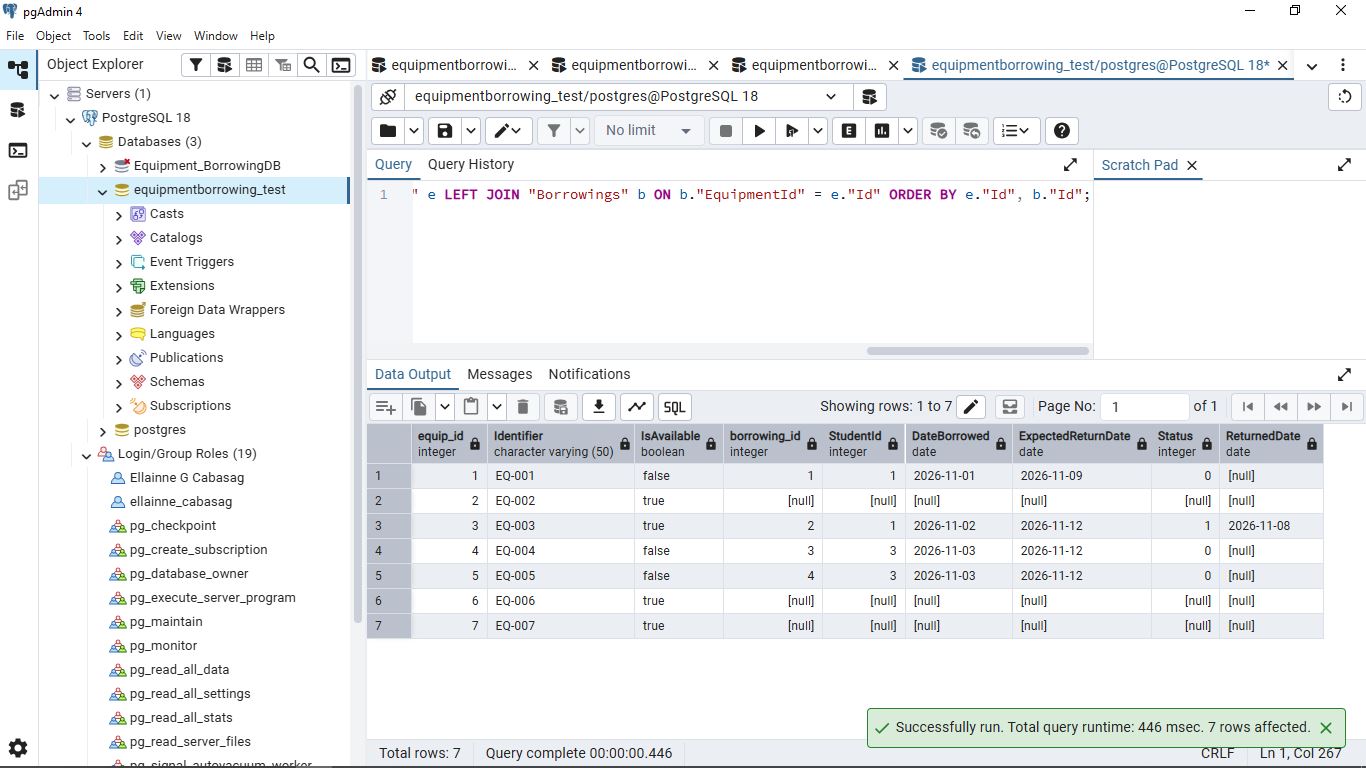 pgAdmin 4
File Object Tools Edit View Window Help
Object Explorer
equipmentborrowi...
equipmentborrowi...
equipmentborrowi...
equipmentborrowing_test/postgres@PostgreSQL 18*
Servers (1)
PostgreSQL 18
Databases (3)
Equipment_BorrowingDB
equipmentborrowing_test
Casts
Catalogs
Event Triggers
Extensions
Foreign Data Wrappers
Languages
Publications
Schemas
Subscriptions
postgres
Login/Group Roles (19)
Ellainne G Cabasag
ellainne_cabasag
pg_checkpoint
pg_create_subscription
pg_database_owner
pg_execute_server_program
pg_maintain
pg_monitor
pg_read_all_data
pg_read_all_settings
pg_read_all_stats
pg_read_server_files
pg_signal_autovacuum_worker
equipmentborrowing_test/postgres@PostgreSQL 18
No limit
E
Query Query History
Scratch Pad
1 " e LEFT JOIN "Borrowings" b ON b."EquipmentId" = e."Id" ORDER BY e."Id", b."Id";
Data Output Messages Notifications
SQL
Showing rows: 1 to 7 Page No: 1 of 1
equip_id Identifier IsAvailable borrowing_id StudentId DateBorrowed ExpectedReturnDate Status ReturnedDate
integer character varying (50) boolean integer integer date date integer date
1 1 EQ-001 false 1 1 2026-11-01 2026-11-09 0 [null]
2 2 EQ-002 true [null] [null] [null] [null] [null] [null]
3 3 EQ-003 true 2 1 2026-11-02 2026-11-12 1 2026-11-08
4 4 EQ-004 false 3 3 2026-11-03 2026-11-12 0 [null]
5 5 EQ-005 false 4 3 2026-11-03 2026-11-12 0 [null]
6 6 EQ-006 true [null] [null] [null] [null] [null] [null]
7 7 EQ-007 true [null] [null] [null] [null] [null] [null]
Successfully run. Total query runtime: 446 msec. 7 rows affected.
Total rows: 7 Query complete 00:00:00.446 CRLF Ln 1, Col 267